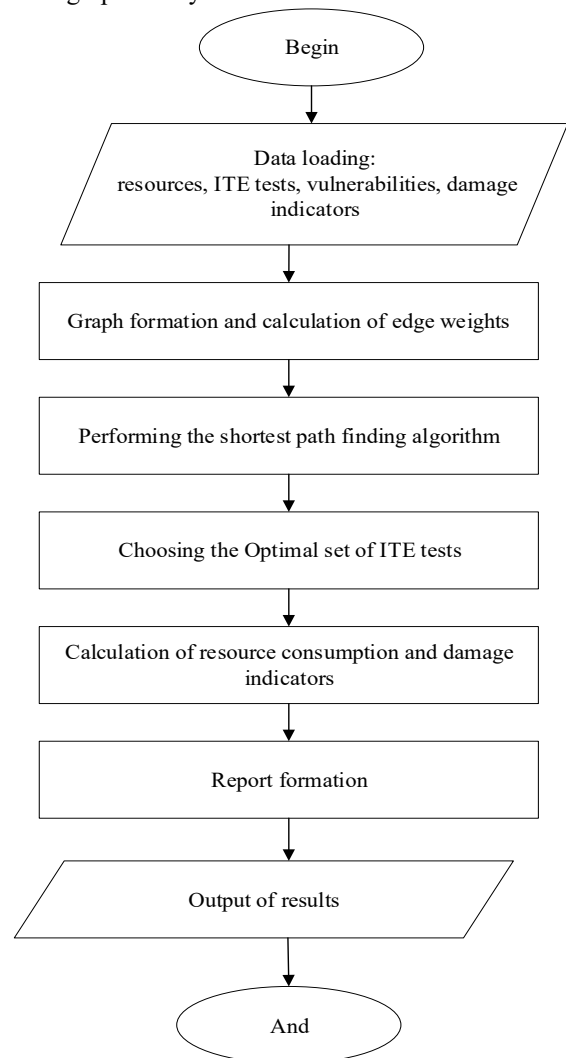 Begin
Data loading:
resources, ITE tests, vulnerabilities, damage
indicators
Graph formation and calculation of edge weights
Performing the shortest path finding algorithm
Choosing the Optimal set of ITE tests
Calculation of resource consumption and damage
indicators
Report formation
Output of results
And